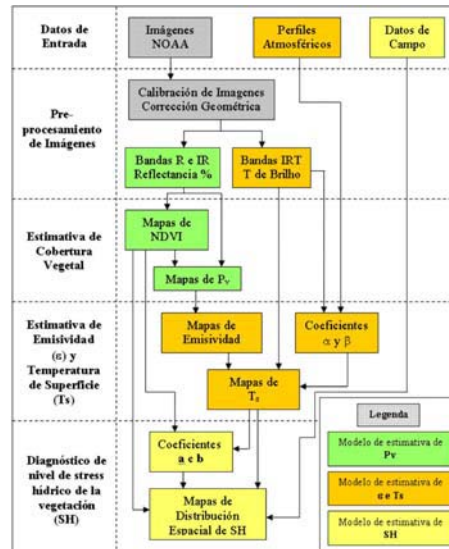 Datos de
Entrada
Imágenes
NOAA
Perfiles
Atmosféricos
Datos de
Campo
Pre-
procesamiento
de Imágenes
Calibración de Imagenes
Corrección Geométrica
Bandas R e IR
Reflectancia %
Bandas IRT
T de Brilho
Estimativa de
Cobertura
Vegetal
Mapas de
NDVI
Mapas de Pv
Estimativa de
Emisividad
(ε) y
Temperatura
de Superficie
(Ts)
Mapas de
Emisividad
Coeficientes
α y β
Mapas de
Ts
Diagnóstico de
nivel de stress
hídrico de la
vegetación
(SH)
Coeficientes
a e b
Mapas de
Distribución
Espacial de SH
Legenda
Modelo de estimativa de
Pv
Modelo de estimativa de
α e Ts
Modelo de estimativa de
SH